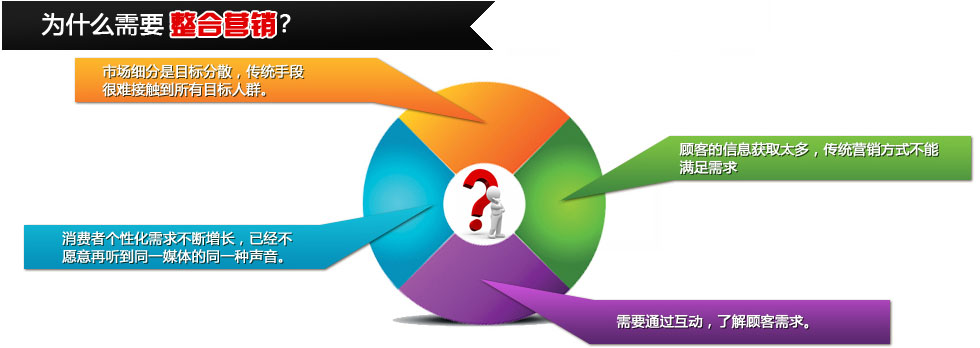 为什么需要 整合营销?
市场细分是目标分散，传统手段
很难接触到所有目标人群。
顾客的信息获取太多，传统营销方式不能
满足需求
消费者个性化需求不断增长，已经不
愿意再听到同一媒体的同一种声音。
需要通过互动，了解顾客需求。